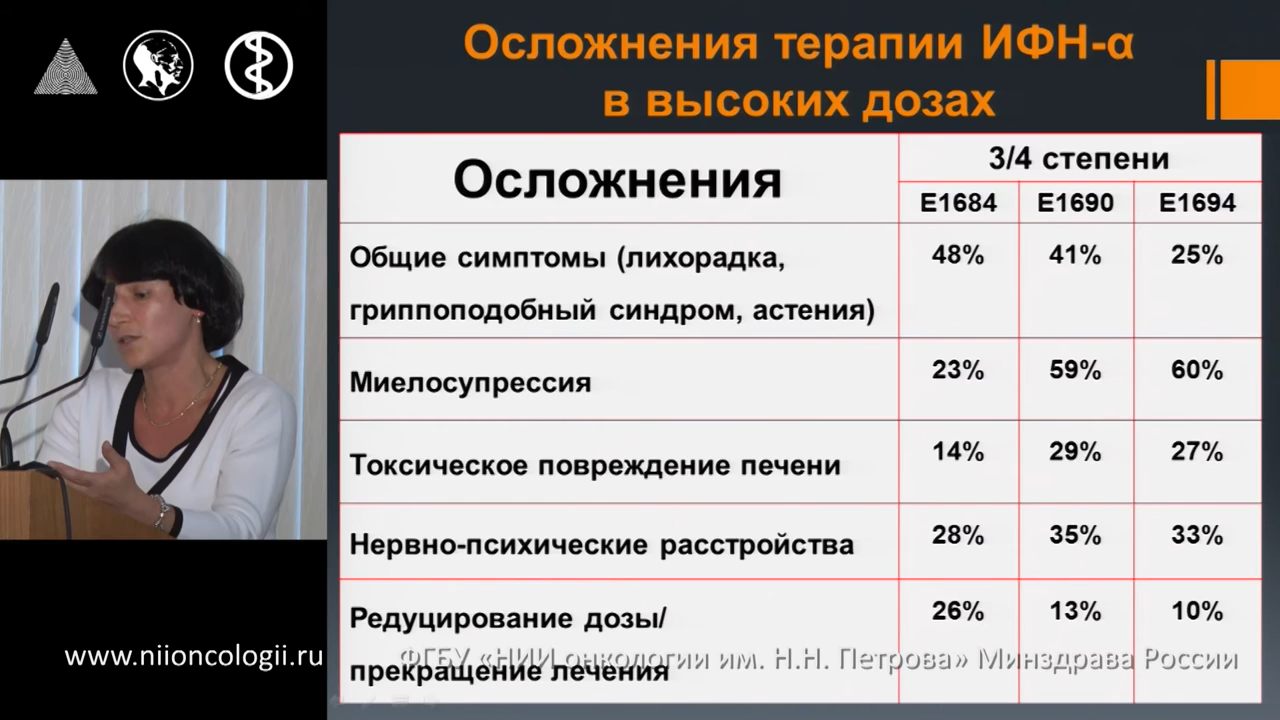 Осложнения терапии ИФН-α
в высоких дозах
Осложнения
3/4 степени
E1684 E1690 E1694
Общие симптомы (лихорадка,
гриппоподобный синдром, астения)
48% 41% 25%
Миелосупрессия 23% 59% 60%
Токсическое повреждение печени 14% 29% 27%
Нервно-психические расстройства 28% 35% 33%
Редуцирование дозы/
прекращение лечения
26% 13% 10%
www.niioncologii.ru
ФГБУ «НИИ онкологии им. Н.Н. Петрова» Минздрава России